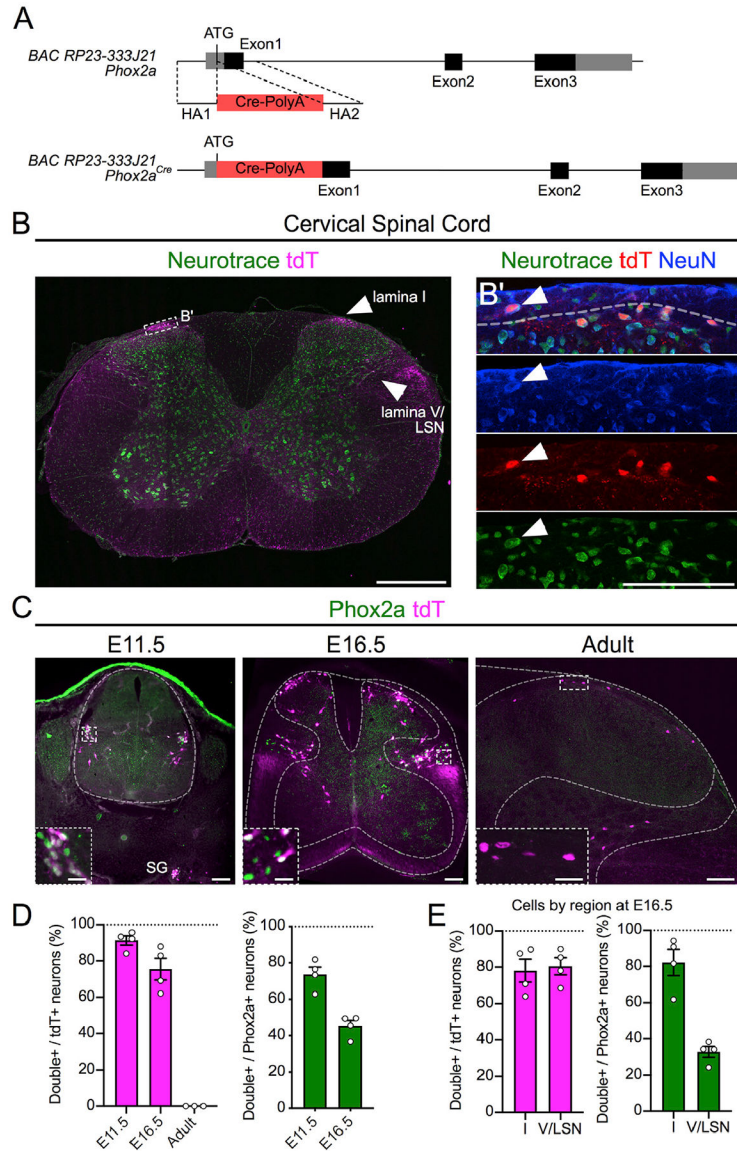 A
ATG
Exon1
BAC RP23-333J21
Phox2a
Exon2
Exon3
Cre-PolyA
HA1
HA2
ATG
BAC RP23-333J21
Phox2aCre
Cre-PolyA
Exon1
Exon2
Exon3
B
Cervical Spinal Cord
Neurotrace tdT
B'
lamina I
lamina V/
LSN
Neurotrace tdT NeuN
B'
C
Phox2a tdT
E11.5
E16.5
Adult
SG
D
Double+ / tdT+ neurons (%)
100
80
60
40
20
0
E11.5
E16.5
Adult
Double+ / Phox2a+ neurons (%)
100
80
60
40
20
0
E11.5
E16.5
E
Cells by region at E16.5
Double+ / tdT+ neurons (%)
100
80
60
40
20
0
I
V/LSN
Double+ / Phox2a+ neurons (%)
100
80
60
40
20
0
I
V/LSN